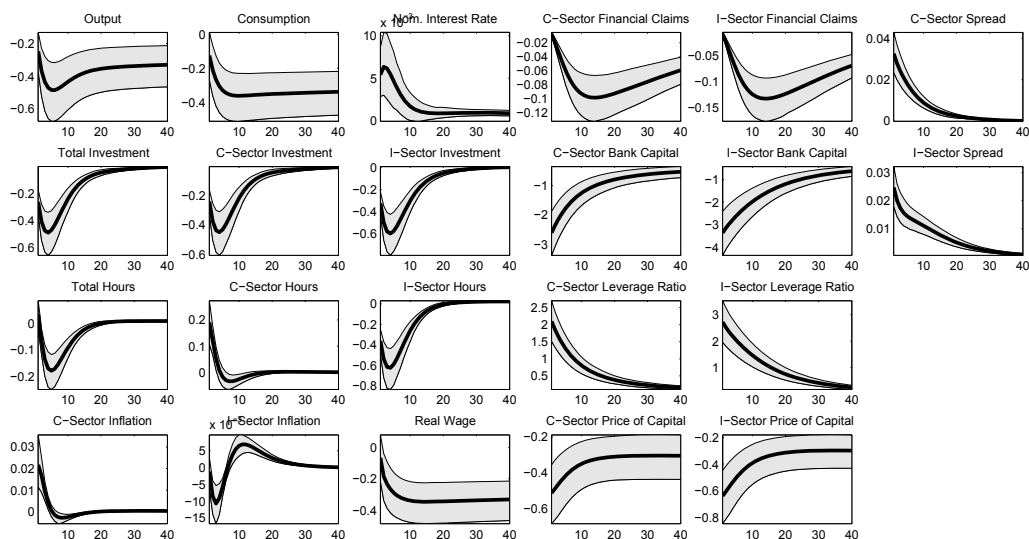 Output
−0.2
−0.4
−0.6
10 20 30 40
Consumption
0
−0.2
−0.4
10 20 30 40
x 10
Nom. Interest Rate
10
5
0
10 20 30 40
C−Sector Financial Claims
−0.02
−0.04
−0.06
−0.08
−0.1
−0.12
10 20 30 40
I−Sector Financial Claims
−0.05
−0.1
−0.15
10 20 30 40
C−Sector Spread
0.04
0.02
0
10 20 30 40
Total Investment
−0.2
−0.4
−0.6
10 20 30 40
C−Sector Investment
−0.2
−0.4
−0.6
10 20 30 40
I−Sector Investment
−0.2
−0.4
−0.6
10 20 30 40
C−Sector Bank Capital
−1
−2
−3
10 20 30 40
I−Sector Bank Capital
−1
−2
−3
−4
10 20 30 40
I−Sector Spread
0.03
0.02
0.01
10 20 30 40
Total Hours
0
−0.1
−0.2
10 20 30 40
C−Sector Hours
0.2
0.1
0
10 20 30 40
I−Sector Hours
0
−0.2
−0.4
−0.6
−0.8
10 20 30 40
C−Sector Leverage Ratio
2.5
2
1.5
1
0.5
10 20 30 40
I−Sector Leverage Ratio
3
2
1
10 20 30 40
C−Sector Inflation
0.03
0.02
0.01
0
10 20 30 40
x 10
I−Sector Inflation
5
0
−5
−10
−15
10 20 30 40
Real Wage
0
−0.2
−0.4
10 20 30 40
C−Sector Price of Capital
−0.2
−0.4
−0.6
10 20 30 40
I−Sector Price of Capital
−0.2
−0.4
−0.6
−0.8
10 20 30 40